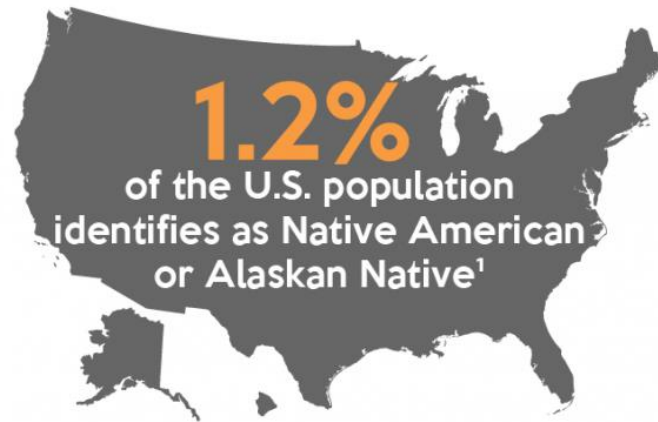 1.2%
of the U.S. population
identifies as Native American
or Alaskan Native¹